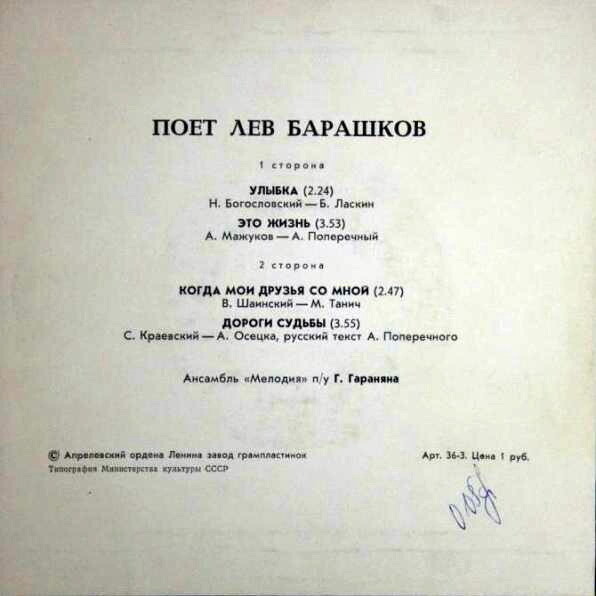 ПОЕТ ЛЕВ БАРАШКОВ
1 сторона
УЛЫБКА (2.24)
Н. Богословский — Б. Ласкин
ЭТО ЖИЗНЬ (3.53)
А. Мажуков — А. Поперечный
2 сторона
КОГДА МОИ ДРУЗЬЯ СО МНОЙ (2.47)
В. Шаинский — М. Танич
ДОРОГИ СУДЬБЫ (3.55)
С. Краевский — А. Осецка, русский текст А. Поперечного
Ансамбль «Мелодия» п/у Г. Гараняна
© Апрелевский ордена Ленина завод грампластинок
Арт. 36-3. Цена 1 руб.
Типография Министерства культуры СССР